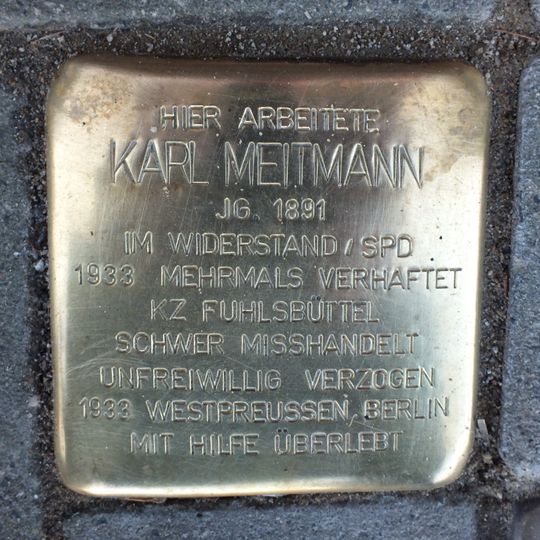 HIER ARBEITETE
KARL MEITMANN
JG. 1891
IM WIDERSTAND / SPD
1933 MEHRMALS VERHAFTET
KZ FUHLSBÜTTEL
SCHWER MISSHANDELT
UNFREIWILLIG VERZOGEN
1933 WESTPREUSSEN, BERLIN
MIT HILFE ÜBERLEBT